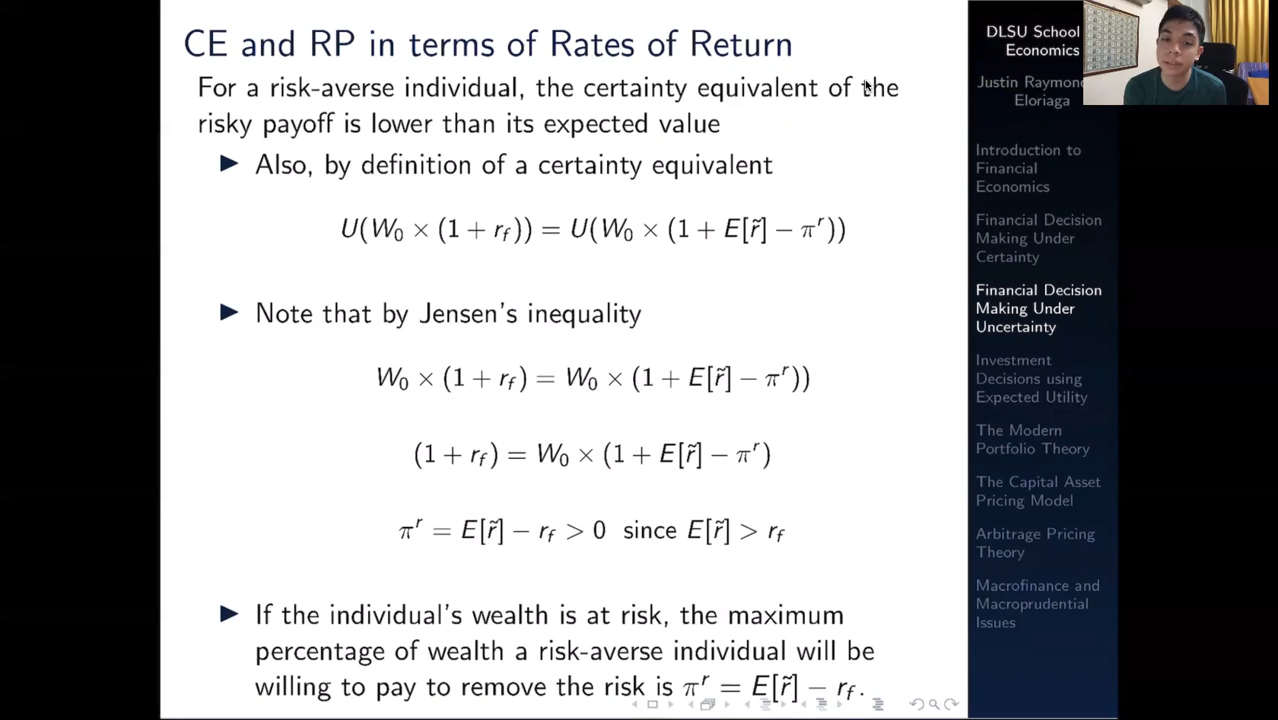 CE and RP in terms of Rates of Return
For a risk-averse individual, the certainty equivalent of the
risky payoff is lower than its expected value
▶ Also, by definition of a certainty equivalent
U(W₀ × (1 + r_f)) = U(W₀ × (1 + E[r̃] − π^r))
▶ Note that by Jensen's inequality
W₀ × (1 + r_f) = W₀ × (1 + E[r̃] − π^r))
(1 + r_f) = W₀ × (1 + E[r̃] − π^r)
π^r = E[r̃] − r_f > 0 since E[r̃] > r_f
▶ If the individual's wealth is at risk, the maximum
percentage of wealth a risk-averse individual will be
willing to pay to remove the risk is π^r = E[r̃] − r_f.
DLSU School
Economics
Justin Raymon
Eloriaga
Introduction to
Financial
Economics
Financial Decision
Making Under
Certainty
Financial Decision
Making Under
Uncertainty
Investment
Decisions using
Expected Utility
The Modern
Portfolio Theory
The Capital Asset
Pricing Model
Arbitrage Pricing
Theory
Macrofinance and
Macroprudential
Issues